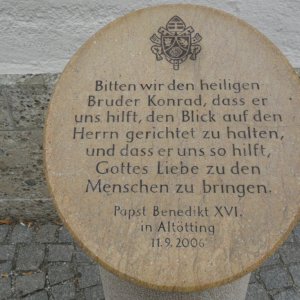 Bitten wir den heiligen
Bruder Konrad, dass er
uns hilft, den Blick auf den
Herrn gerichtet zu halten,
und dass er uns so hilft,
Gottes Liebe zu den
Menschen zu bringen.
Papst Benedikt XVI.
in Altötting
11.9.2006